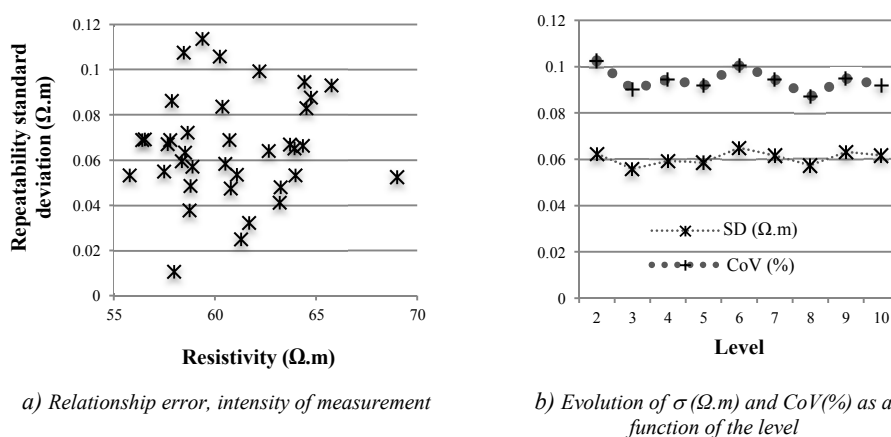 0.12
0.1
0.08
0.06
0.04
0.02
0
Repeatability standard
deviation (Ω.m)
55 60 65 70
Resistivity (Ω.m)
a) Relationship error, intensity of measurement
0.12
0.1
0.08
0.06
0.04
0.02
0
SD (Ω.m)
CoV (%)
2 3 4 5 6 7 8 9 10
Level
b) Evolution of σ (Ω.m) and CoV(%) as a
function of the level